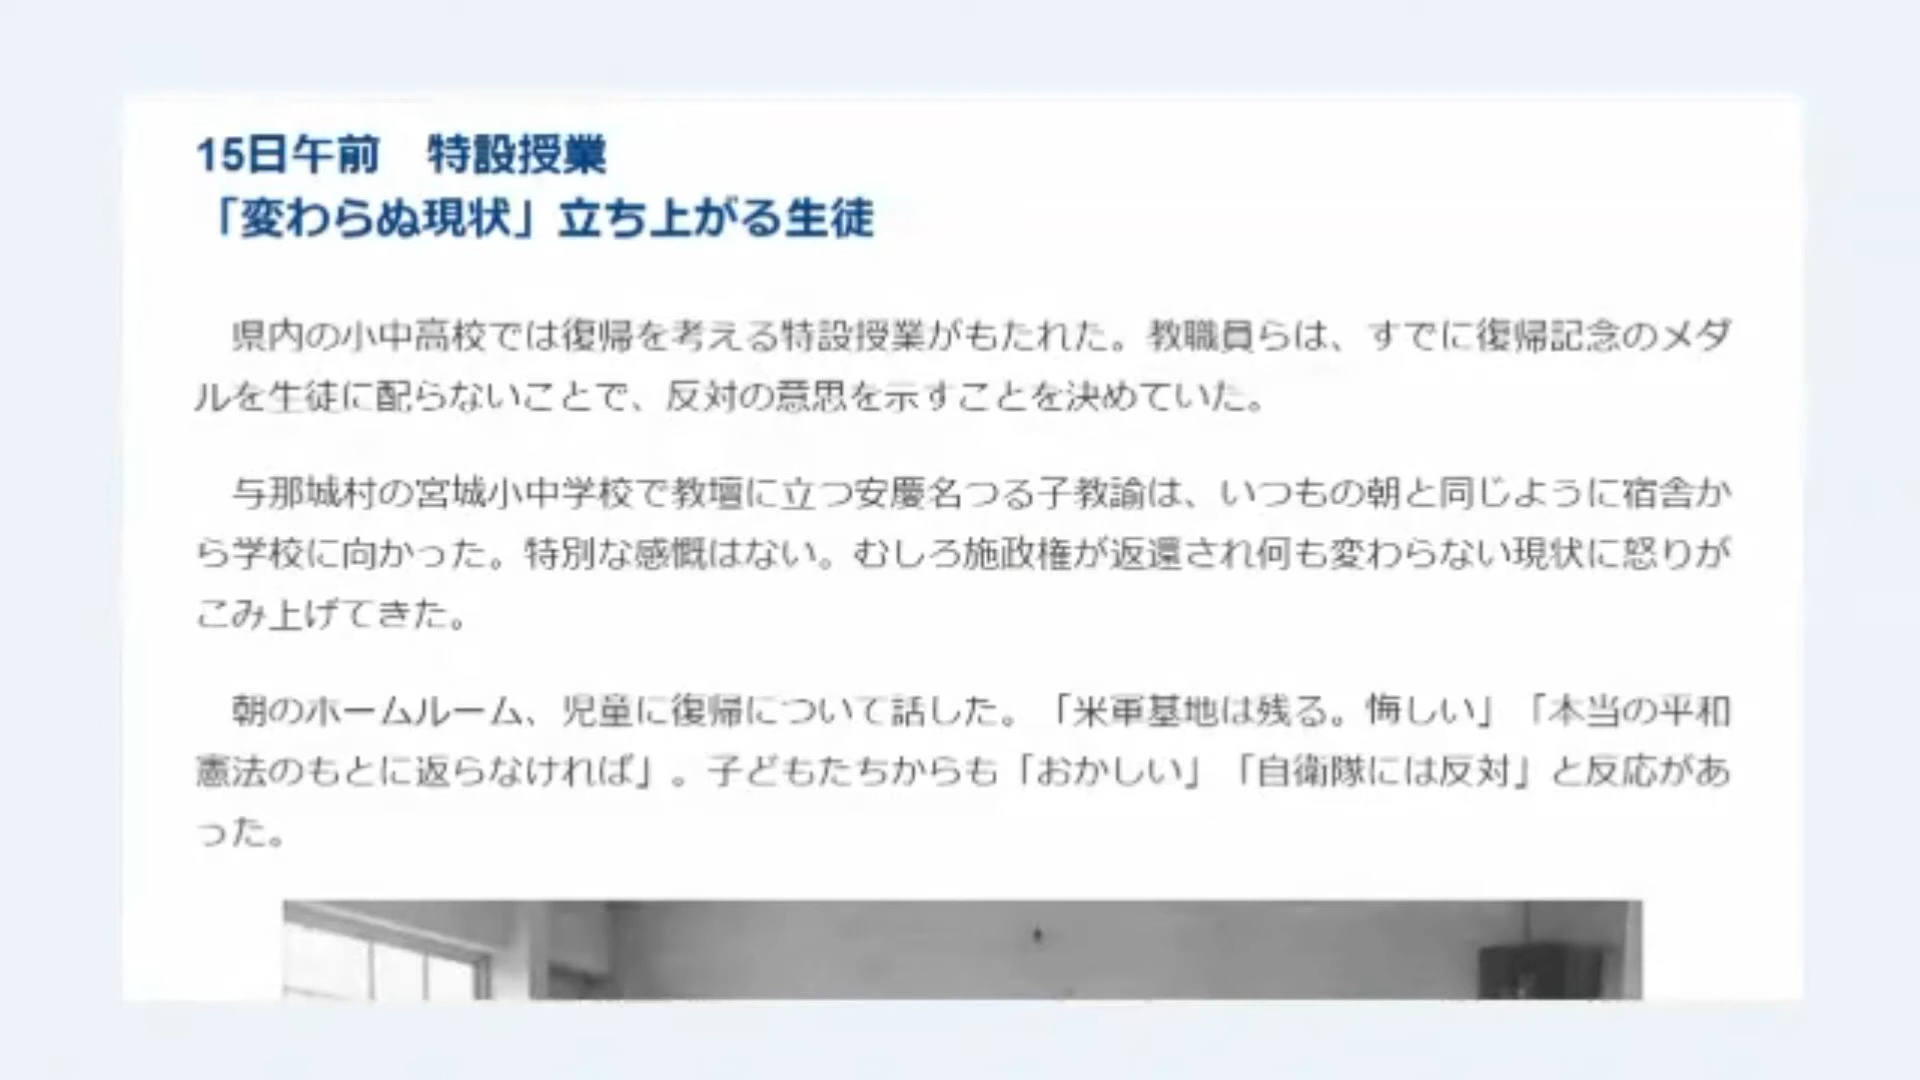 15日午前　特設授業
「変わらぬ現状」立ち上がる生徒
県内の小中高校では復帰を考える特設授業がもたれた。教職員らは、すでに復帰記念のメダ
ルを生徒に配らないことで、反対の意思を示すことを決めていた。
与那城村の宮城小中学校で教壇に立つ安慶名つる子教諭は、いつもの朝と同じように宿舎か
ら学校に向かった。特別な感慨はない。むしろ施政権が返還され何も変わらない現状に怒りが
こみ上げてきた。
朝のホームルーム、児童に復帰について話した。「米軍基地は残る。悔しい」「本当の平和
憲法のもとに返らなければ」。子どもたちからも「おかしい」「自衛隊には反対」と反応があ
った。